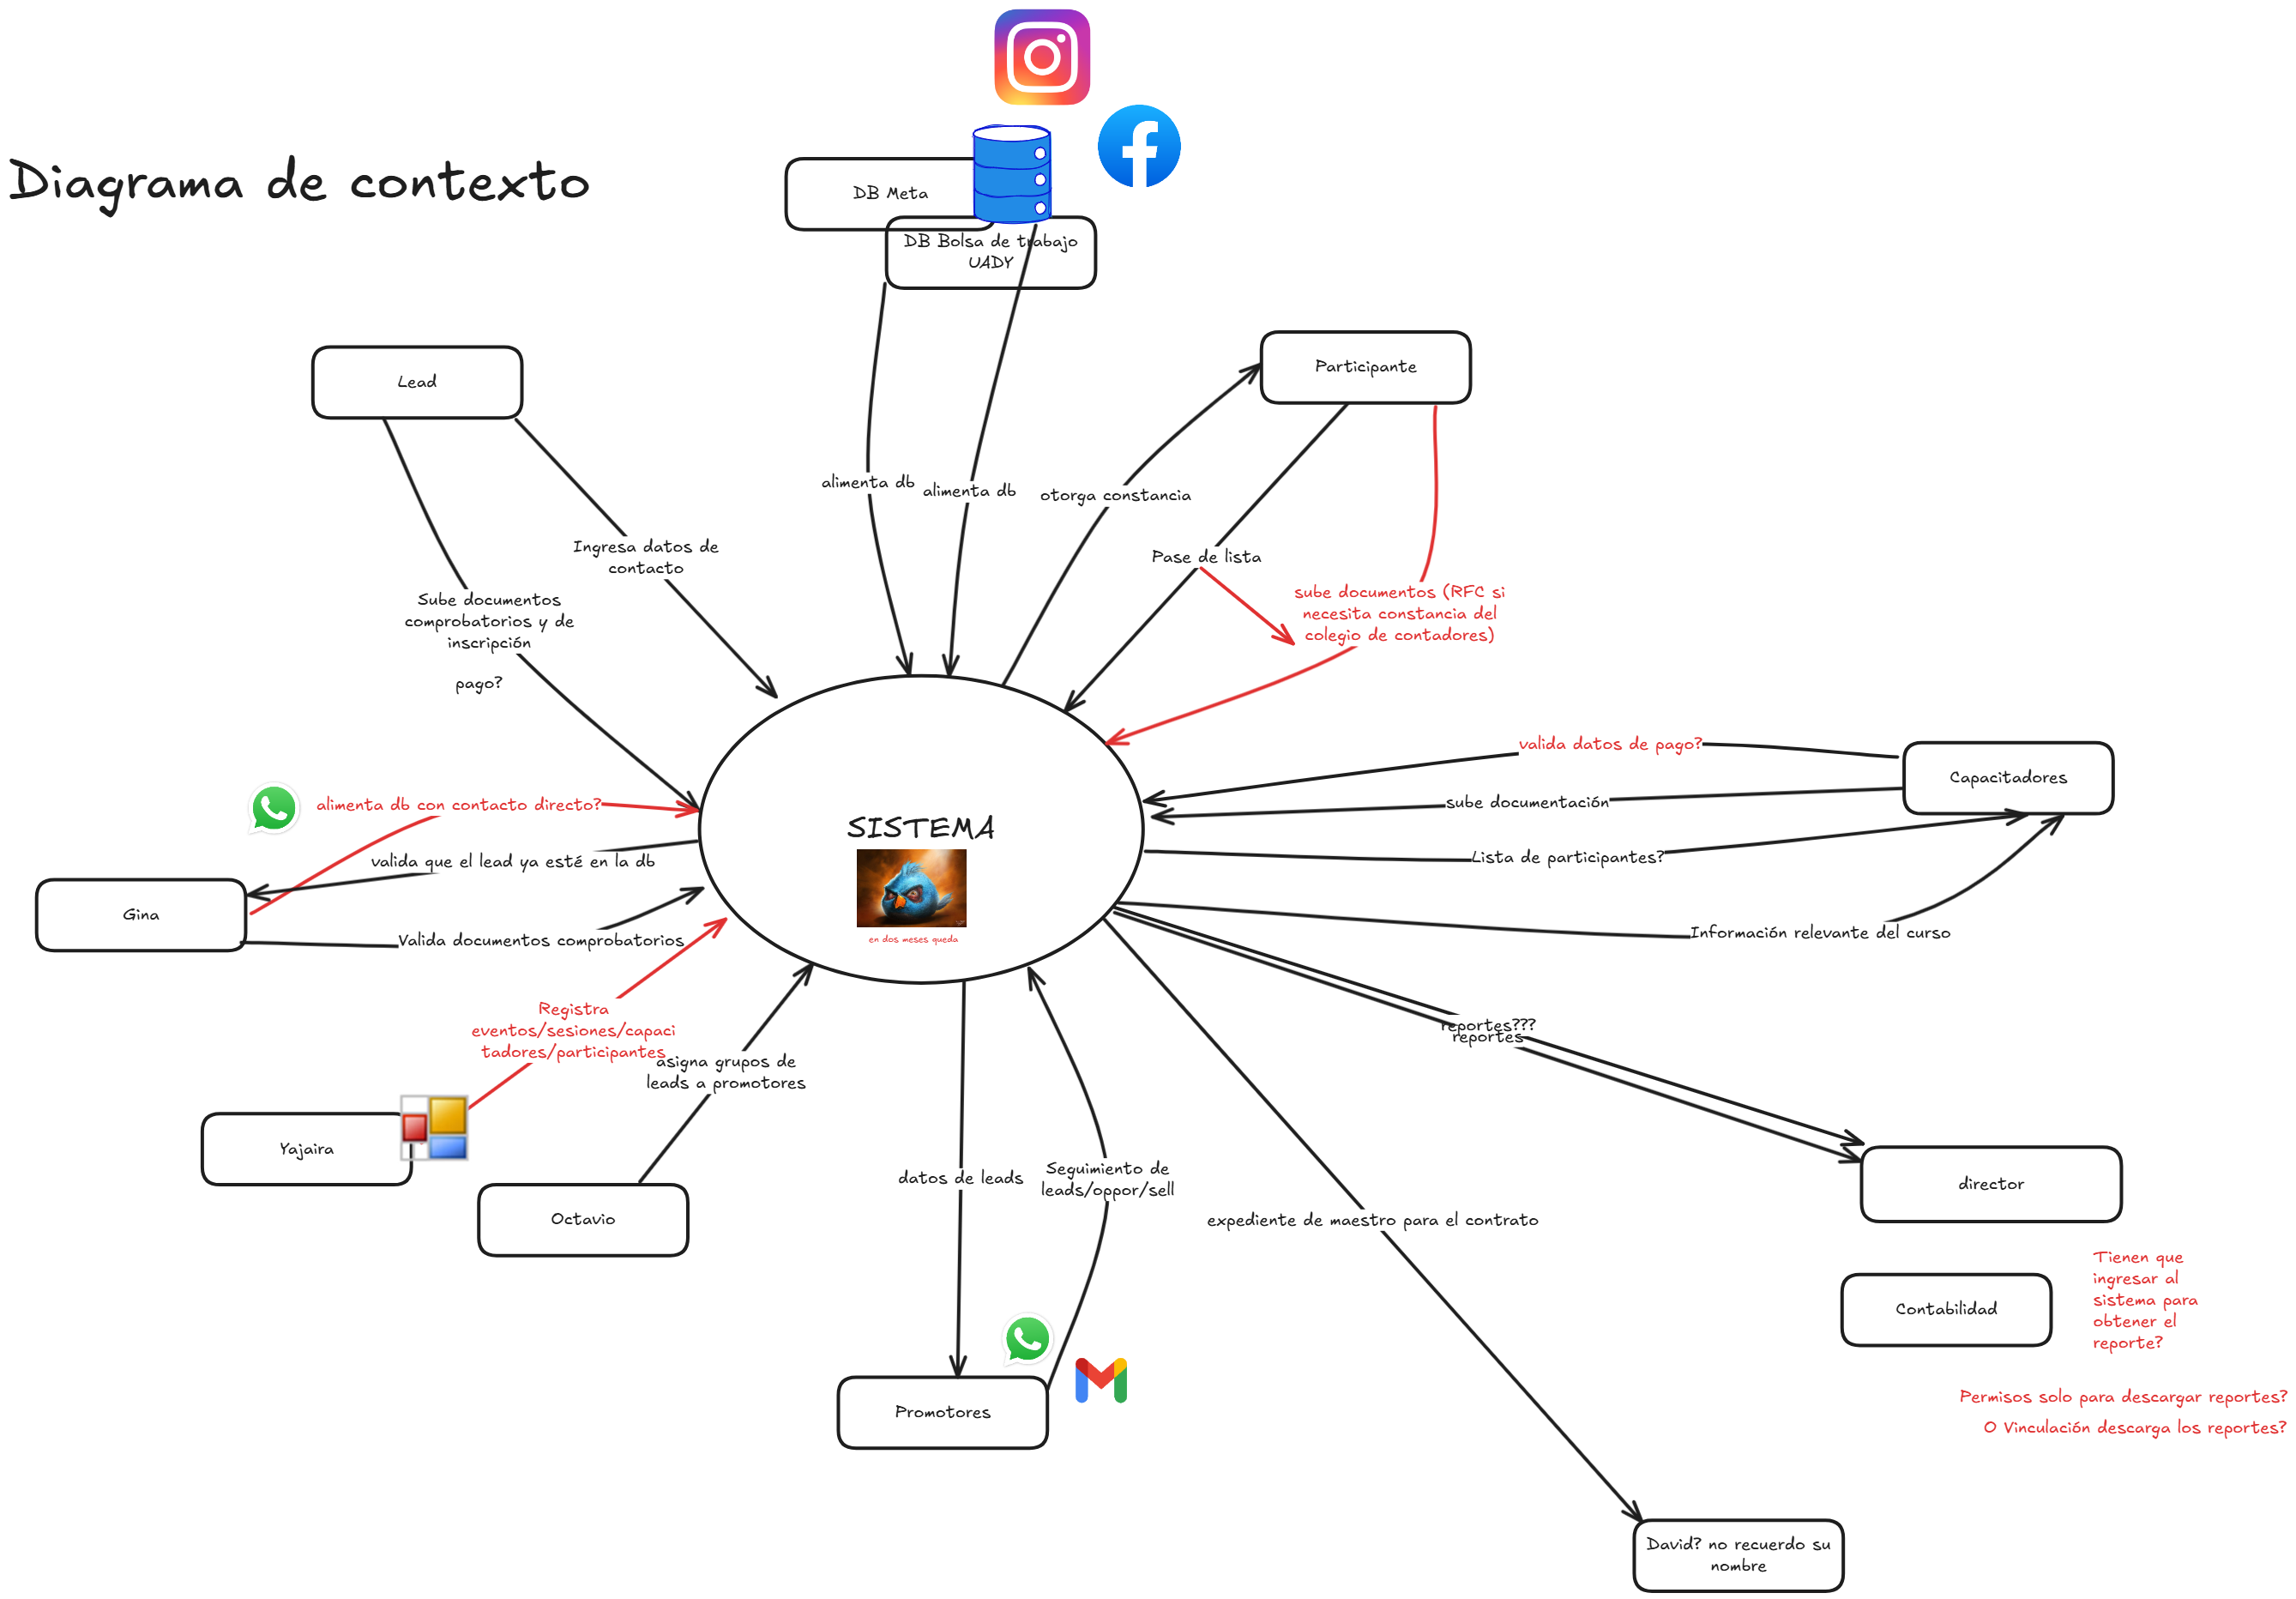 Diagrama de contexto
DB Meta
DB Bolsa de trabajo
UADY
Lead
Participante
alimenta db
alimenta db
otorga constancia
Ingresa datos de
contacto
Pase de lista
Sube documentos
comprobatorios y de
inscripción
pago?
sube documentos (RFC si
necesita constancia del
colegio de contadores)
valida datos de pago?
Capacitadores
sube documentación
alimenta db con contacto directo?
SISTEMA
valida que el lead ya esté en la db
Lista de participantes?
Gina
Valida documentos comprobatorios
en dos meses queda
Información relevante del curso
Registra
eventos/sesiones/capaci
tadores/participantes
reportes???
reportes
asigna grupos de
leads a promotores
Yajaira
datos de leads
Seguimiento de
leads/oppor/sell
director
Octavio
expediente de maestro para el contrato
Tienen que
ingresar al
sistema para
obtener el
reporte?
Contabilidad
Permisos solo para descargar reportes?
O Vinculación descarga los reportes?
Promotores
David? no recuerdo su
nombre